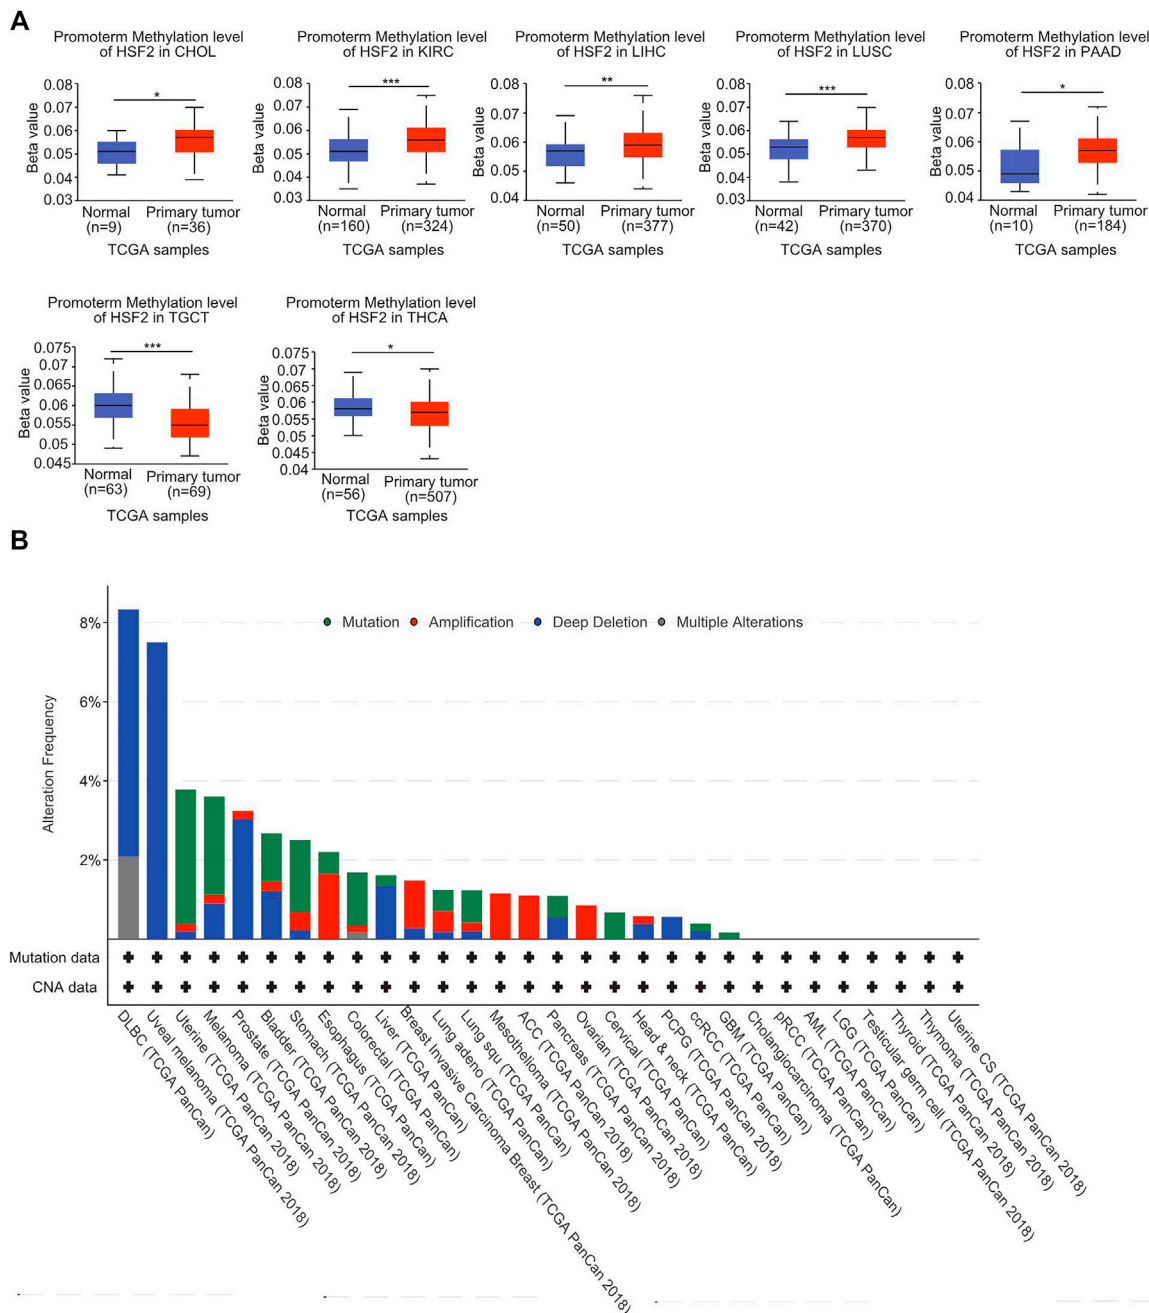 A
Promoterm Methylation level
of HSF2 in CHOL
Beta value
0.08
0.07
0.06
0.05
0.04
0.03
*
Normal
(n=9)
Primary tumor
(n=36)
TCGA samples
Promoterm Methylation level
of HSF2 in KIRC
Beta value
0.08
0.07
0.06
0.05
0.04
0.03
***
Normal
(n=160)
Primary tumor
(n=324)
TCGA samples
Promoterm Methylation level
of HSF2 in LIHC
Beta value
0.08
0.07
0.06
0.05
0.04
**
Normal
(n=50)
Primary tumor
(n=377)
TCGA samples
Promoterm Methylation level
of HSF2 in LUSC
Beta value
0.08
0.07
0.06
0.05
0.04
0.03
***
Normal
(n=42)
Primary tumor
(n=370)
TCGA samples
Promoterm Methylation level
of HSF2 in PAAD
Beta value
0.08
0.07
0.06
0.05
0.04
*
Normal
(n=10)
Primary tumor
(n=184)
TCGA samples
Promoterm Methylation level
of HSF2 in TGCT
Beta value
0.075
0.07
0.065
0.06
0.055
0.05
0.045
***
Normal
(n=63)
Primary tumor
(n=69)
TCGA samples
Promoterm Methylation level
of HSF2 in THCA
Beta value
0.075
0.07
0.065
0.06
0.055
0.05
0.045
0.04
*
Normal
(n=56)
Primary tumor
(n=507)
TCGA samples
B
Alteration Frequency
8%
6%
4%
2%
Mutation
Amplification
Deep Deletion
Multiple Alterations
Mutation data
CNA data
DLBC (TCGA PanCan)
Uveal melanoma (TCGA PanCan 2018)
Uterine (TCGA PanCan 2018)
Melanoma (TCGA PanCan 2018)
Prostate (TCGA PanCan 2018)
Bladder (TCGA PanCan 2018)
Stomach (TCGA PanCan)
Esophagus (TCGA PanCan)
Colorectal (TCGA PanCan)
Liver (TCGA PanCan)
Breast Invasive Carcinoma Breast (TCGA PanCan 2018)
Lung adeno (TCGA PanCan)
Lung squ (TCGA PanCan 2018)
Mesothelioma (TCGA PanCan 2018)
ACC (TCGA PanCan 2018)
Pancreas (TCGA PanCan 2018)
Ovarian (TCGA PanCan)
Cervical (TCGA PanCan)
Head & neck (TCGA PanCan 2018)
PCPG (TCGA PanCan 2018)
ccRCC (TCGA PanCan)
GBM (TCGA PanCan)
Cholangiocarcinoma (TCGA PanCan)
pRCC (TCGA PanCan)
AML (TCGA PanCan)
LGG (TCGA PanCan)
Testicular germ cell (TCGA PanCan 2018)
Thyroid (TCGA PanCan 2018)
Thymoma (TCGA PanCan 2018)
Uterine CS (TCGA PanCan)